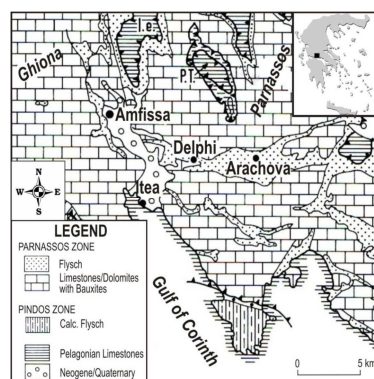 Ghiona
I.e.
P.T.
Parnassos
Amfissa
Delphi
Arachova
Itea
N
W
E
S
Gulf of Corinth
LEGEND
PARNASSOS ZONE
Flysch
Limestones/Dolomites
with Bauxites
PINDOS ZONE
Calc. Flysch
Pelagonian Limestones
Neogene/Quaternary
0 5 km